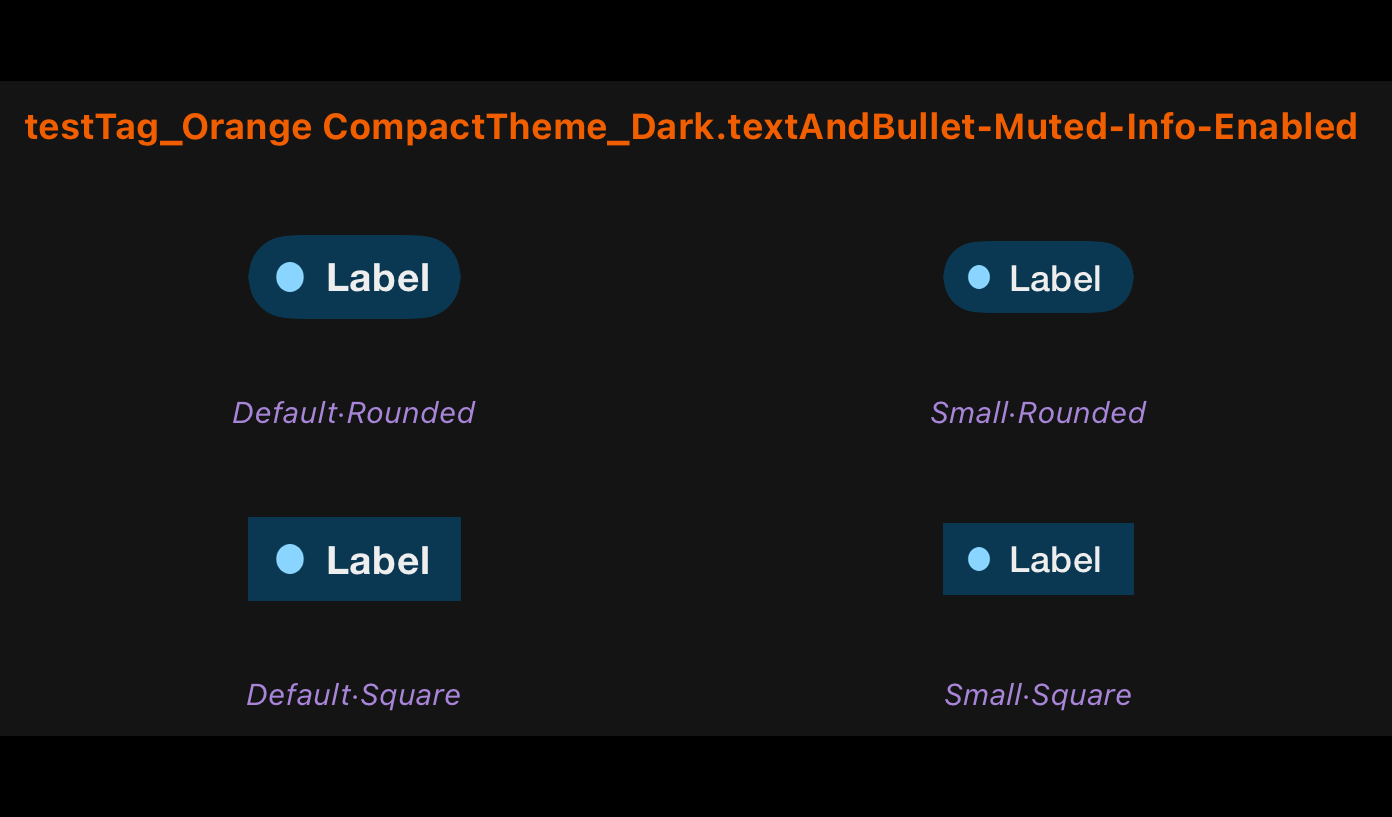 testTag_Orange CompactTheme_Dark.textAndBullet-Muted-Info-Enabled
Label
Label
Default·Rounded
Small·Rounded
Label
Label
Default·Square
Small·Square